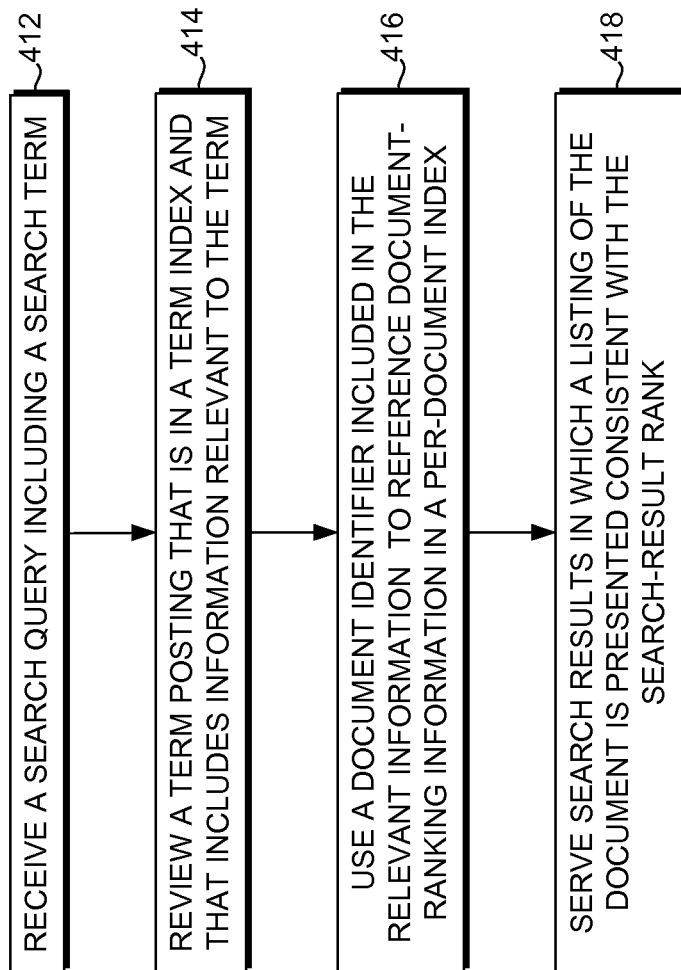 RECEIVE A SEARCH QUERY INCLUDING A SEARCH TERM
412
REVIEW A TERM POSTING THAT IS IN A TERM INDEX AND
THAT INCLUDES INFORMATION RELEVANT TO THE TERM
414
USE A DOCUMENT IDENTIFIER INCLUDED IN THE
RELEVANT INFORMATION TO REFERENCE DOCUMENT-
RANKING INFORMATION IN A PER-DOCUMENT INDEX
416
SERVE SEARCH RESULTS IN WHICH A LISTING OF THE
DOCUMENT IS PRESENTED CONSISTENT WITH THE
SEARCH-RESULT RANK
418